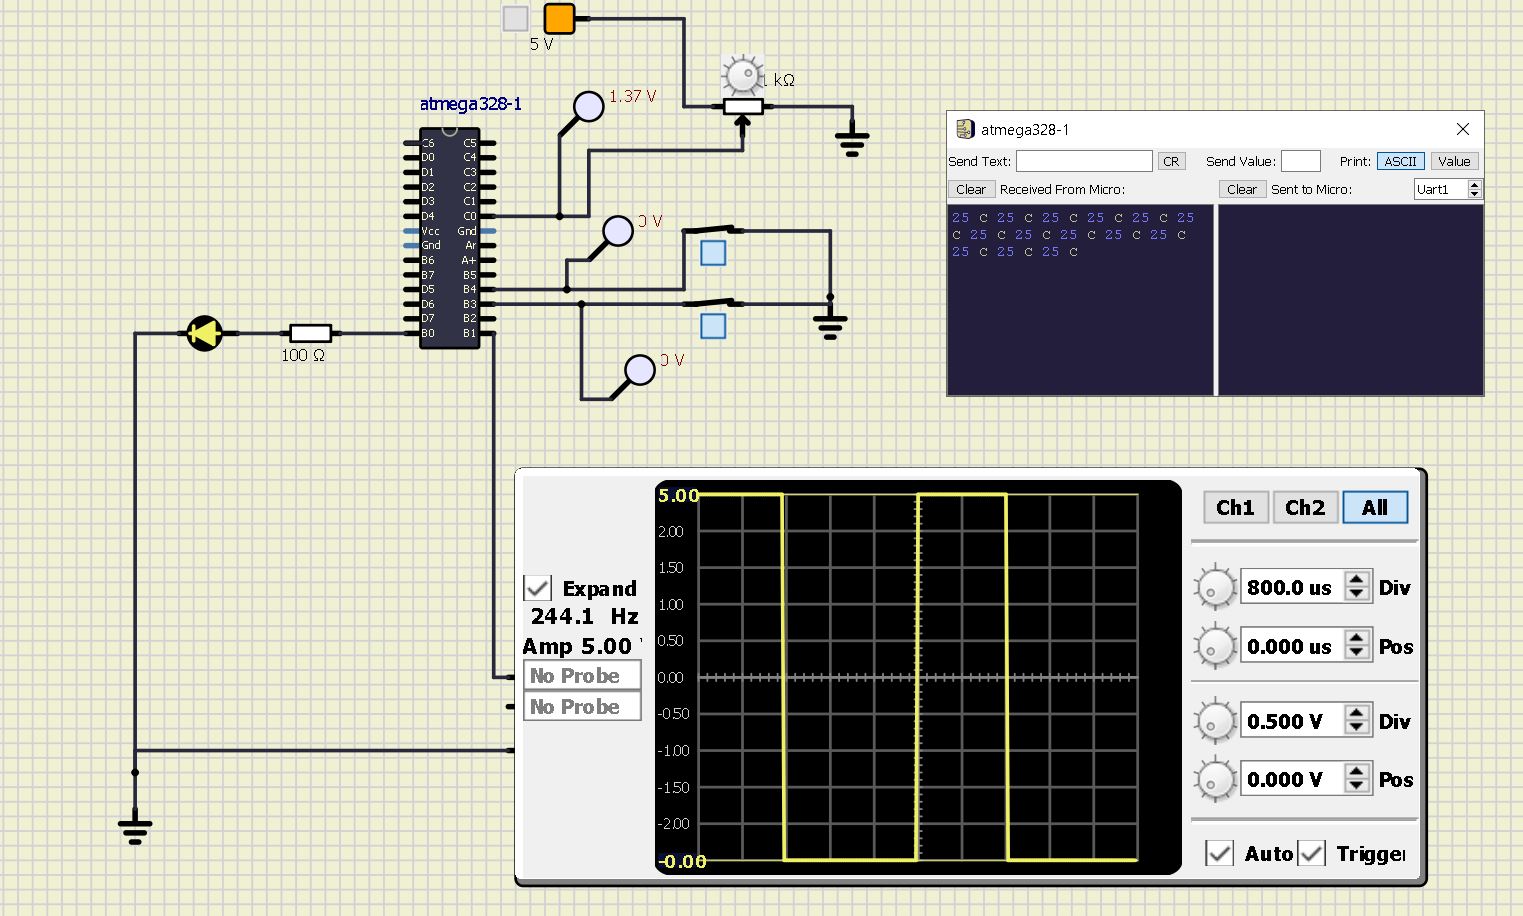 5 V
1 kΩ
1.37 V
atmega328-1
C6 C5
D0 C4
D1 C3
D2 C2
D3 C1
D4 C0
Vcc Gnd
Gnd Ar
B6 A+
B7 B5
D5 B4
D6 B3
D7 B2
B0 B1
0 V
0 V
100 Ω
atmega328-1
Send Text: CR Send Value: Print: ASCII Value
Clear Received From Micro: Clear Sent to Micro: Uart1
25 C 25 C 25 C 25 C 25 C 25
C 25 C 25 C 25 C 25 C 25 C
25 C 25 C 25 C
Expand
244.1 Hz
Amp 5.00
No Probe
No Probe
5.00
2.00
1.50
1.00
0.50
0.00
-0.50
-1.00
-1.50
-2.00
-0.00
Ch1 Ch2 All
800.0 us Div
0.000 us Pos
0.500 V Div
0.000 V Pos
Auto Trigger